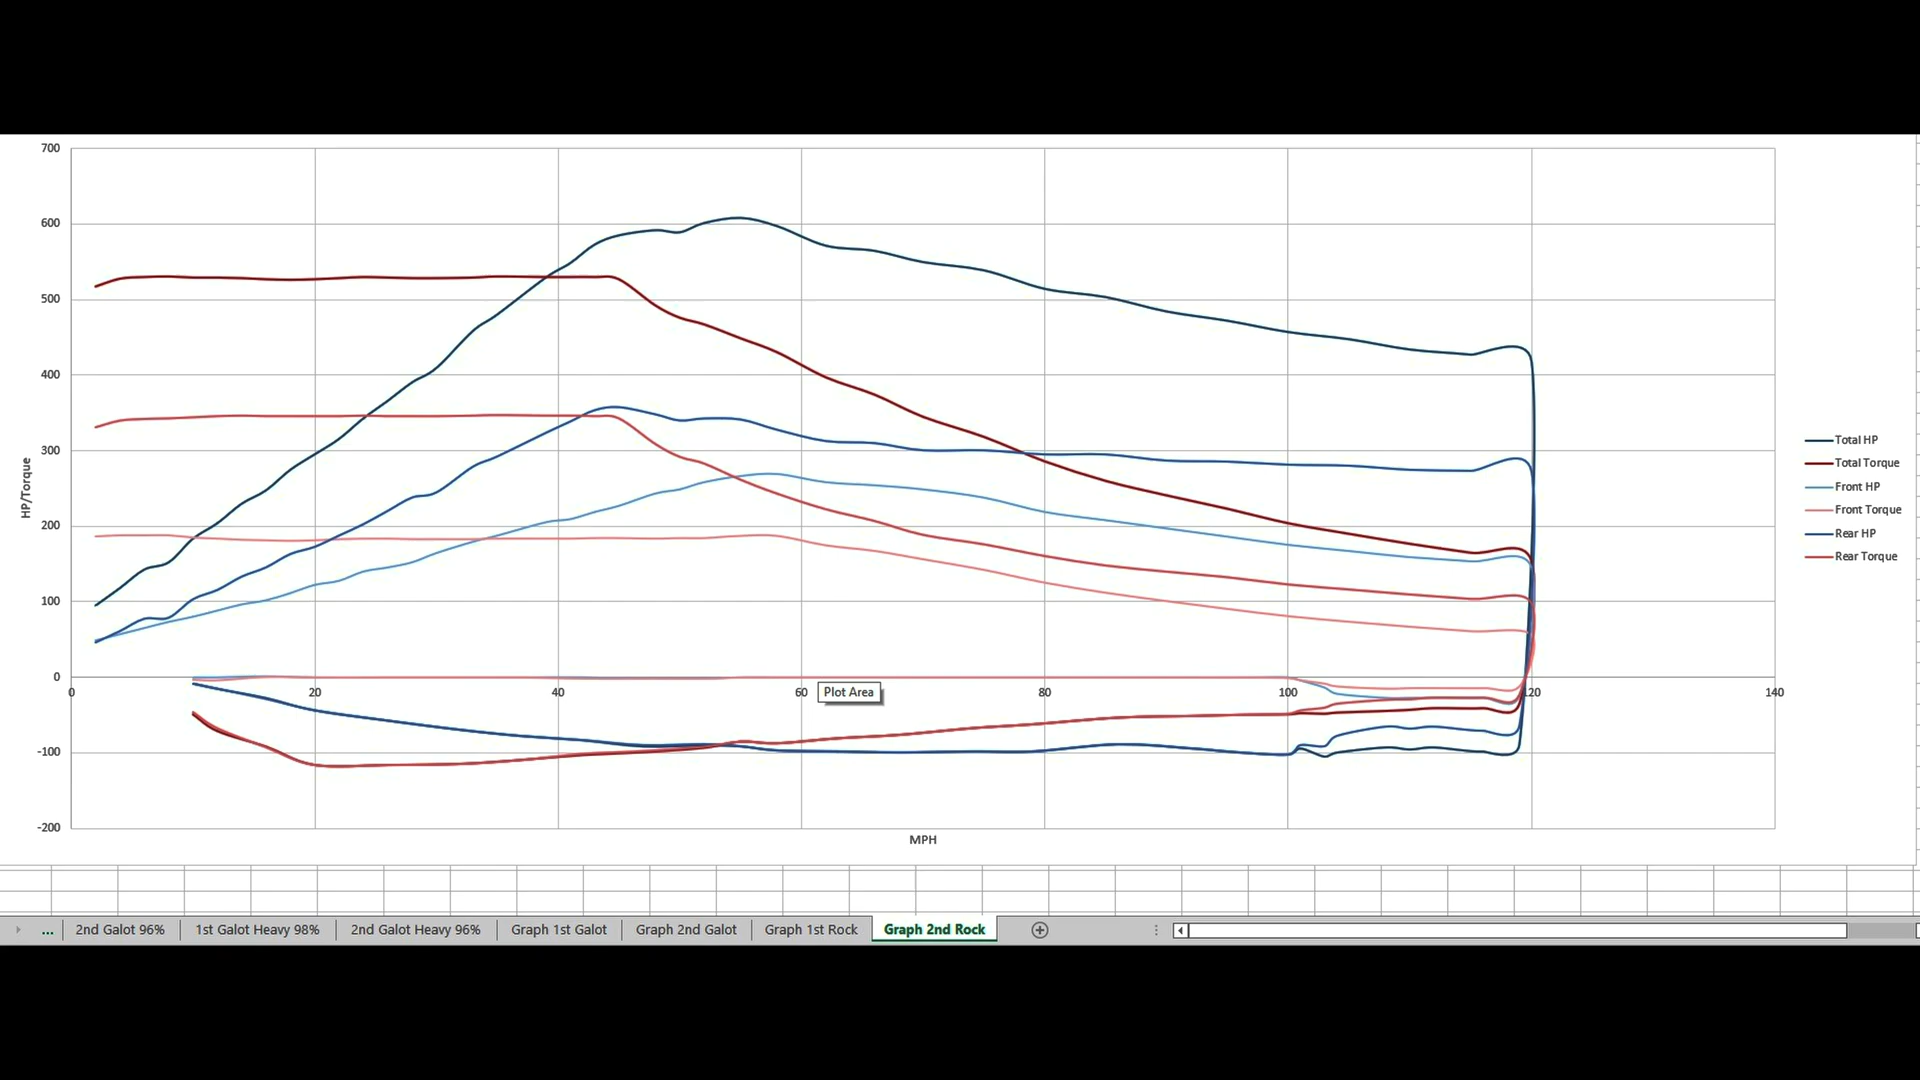 700
600
500
400
300
200
100
0
-100
-200
HP/Torque
0 20 40 60 80 100 120 140
Plot Area
MPH
Total HP
Total Torque
Front HP
Front Torque
Rear HP
Rear Torque
... 2nd Galot 96% 1st Galot Heavy 98% 2nd Galot Heavy 96% Graph 1st Galot Graph 2nd Galot Graph 1st Rock Graph 2nd Rock